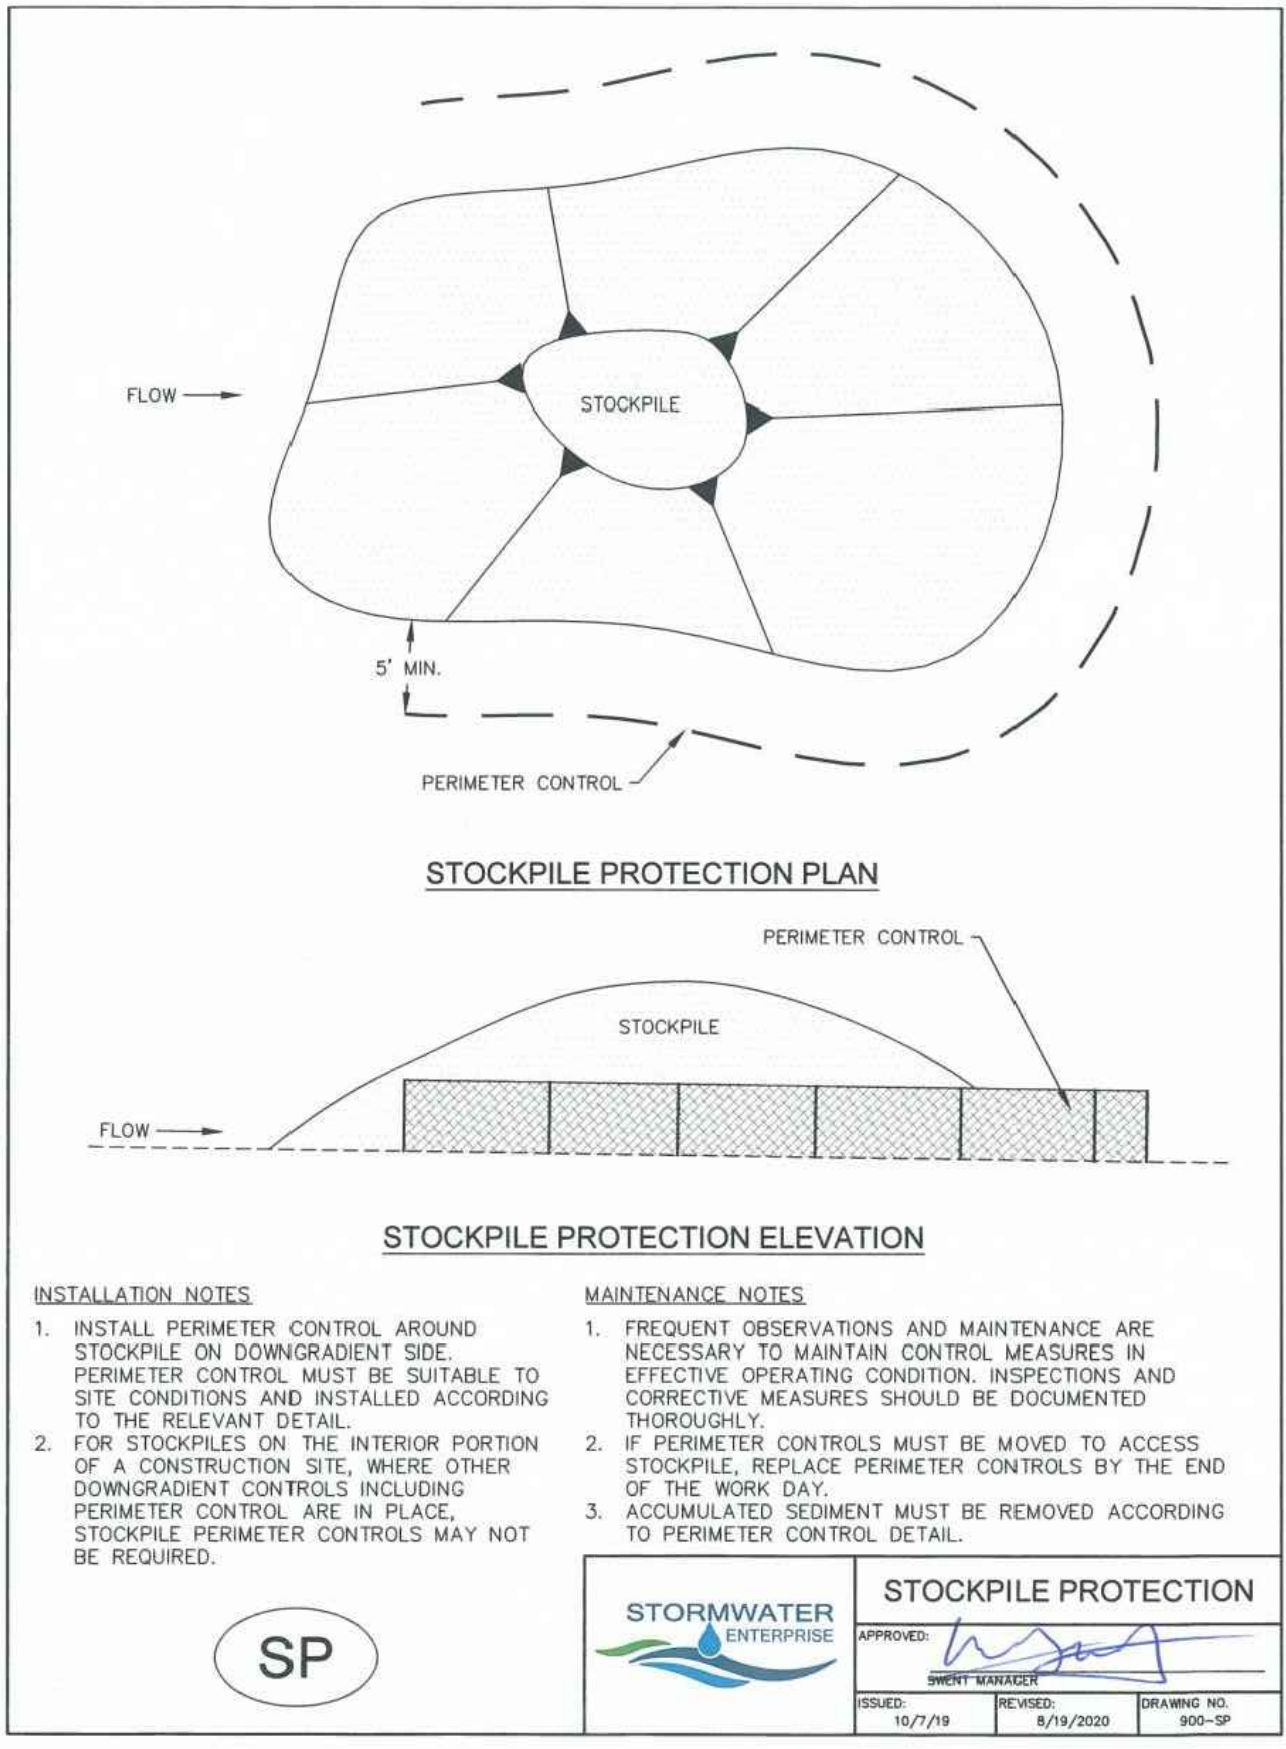 FLOW
STOCKPILE
5' MIN.
PERIMETER CONTROL
STOCKPILE PROTECTION PLAN
PERIMETER CONTROL
STOCKPILE
FLOW
STOCKPILE PROTECTION ELEVATION
INSTALLATION NOTES
1. INSTALL PERIMETER CONTROL AROUND
STOCKPILE ON DOWNGRADIENT SIDE.
PERIMETER CONTROL MUST BE SUITABLE TO
SITE CONDITIONS AND INSTALLED ACCORDING
TO THE RELEVANT DETAIL.
2. FOR STOCKPILES ON THE INTERIOR PORTION
OF A CONSTRUCTION SITE, WHERE OTHER
DOWNGRADIENT CONTROLS INCLUDING
PERIMETER CONTROL ARE IN PLACE,
STOCKPILE PERIMETER CONTROLS MAY NOT
BE REQUIRED.
MAINTENANCE NOTES
1. FREQUENT OBSERVATIONS AND MAINTENANCE ARE
NECESSARY TO MAINTAIN CONTROL MEASURES IN
EFFECTIVE OPERATING CONDITION. INSPECTIONS AND
CORRECTIVE MEASURES SHOULD BE DOCUMENTED
THOROUGHLY.
2. IF PERIMETER CONTROLS MUST BE MOVED TO ACCESS
STOCKPILE, REPLACE PERIMETER CONTROLS BY THE END
OF THE WORK DAY.
3. ACCUMULATED SEDIMENT MUST BE REMOVED ACCORDING
TO PERIMETER CONTROL DETAIL.
SP
STORMWATER
ENTERPRISE
STOCKPILE PROTECTION
APPROVED:
SWENT MANAGER
ISSUED:
10/7/19
REVISED:
8/19/2020
DRAWING NO.
900-SP